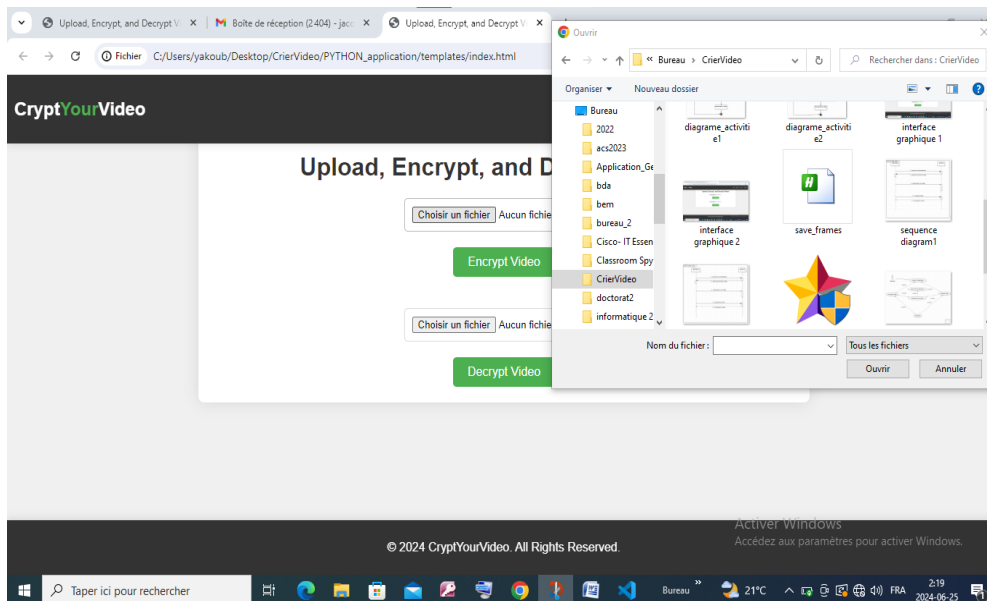 Upload, Encrypt, and Decrypt V
Boîte de réception (2 404) - jacc
Upload, Encrypt, and Decrypt V
Fichier
C:/Users/yakoub/Desktop/CrierVideo/PYTHON_application/templates/index.html
CryptYourVideo
Upload, Encrypt, and D
Choisir un fichier Aucun fichie
Encrypt Video
Choisir un fichier Aucun fichie
Decrypt Video
Ouvrir
« Bureau › CrierVideo
Rechercher dans : CrierVideo
Organiser
Nouveau dossier
Bureau
2022
acs2023
Application_Ge
bda
bem
bureau_2
Cisco- IT Essen
Classroom Spy
CrierVideo
doctorat2
informatique 2
diagrame_activiti
e1
diagrame_activiti
e2
interface
graphique 1
interface
graphique 2
save_frames
sequence
diagram1
Nom du fichier :
Tous les fichiers
Ouvrir
Annuler
Activer Windows
Accédez aux paramètres pour activer Windows.
© 2024 CryptYourVideo. All Rights Reserved.
Taper ici pour rechercher
Bureau
»
21°C
FRA
2:19
2024-06-25